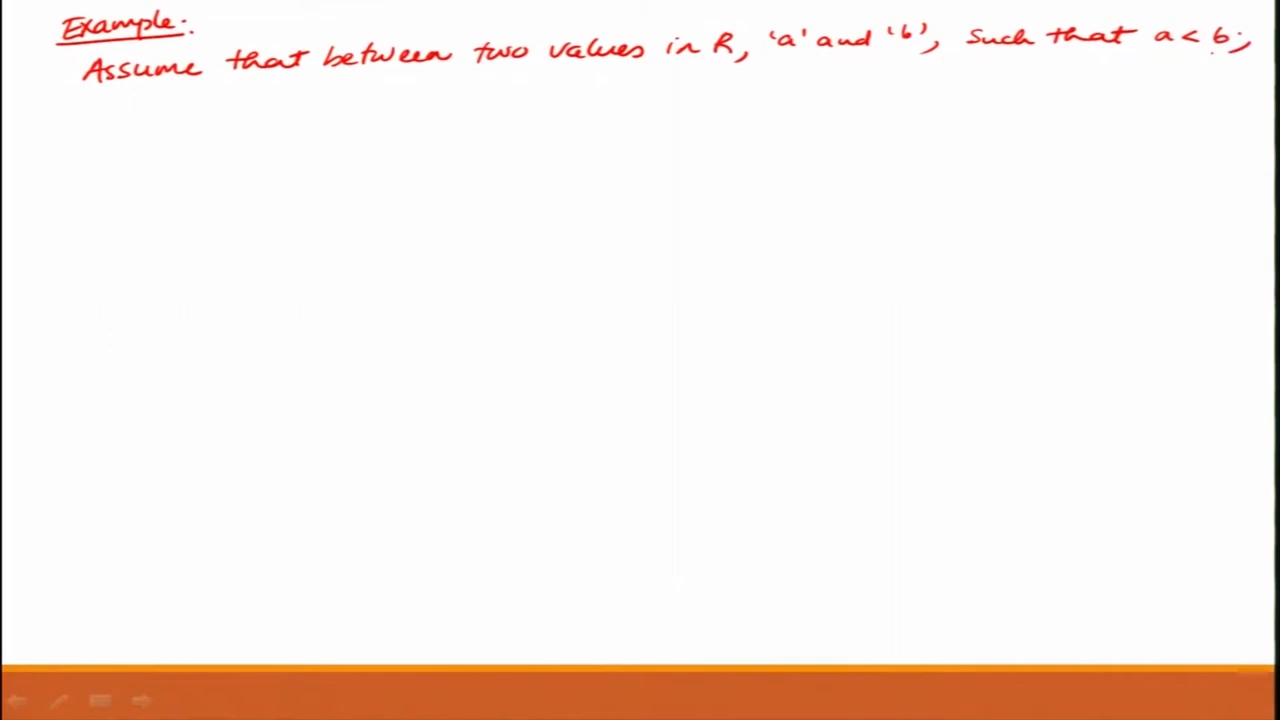 Example:
Assume that between two values in R, 'a' and 'b', such that a < b;